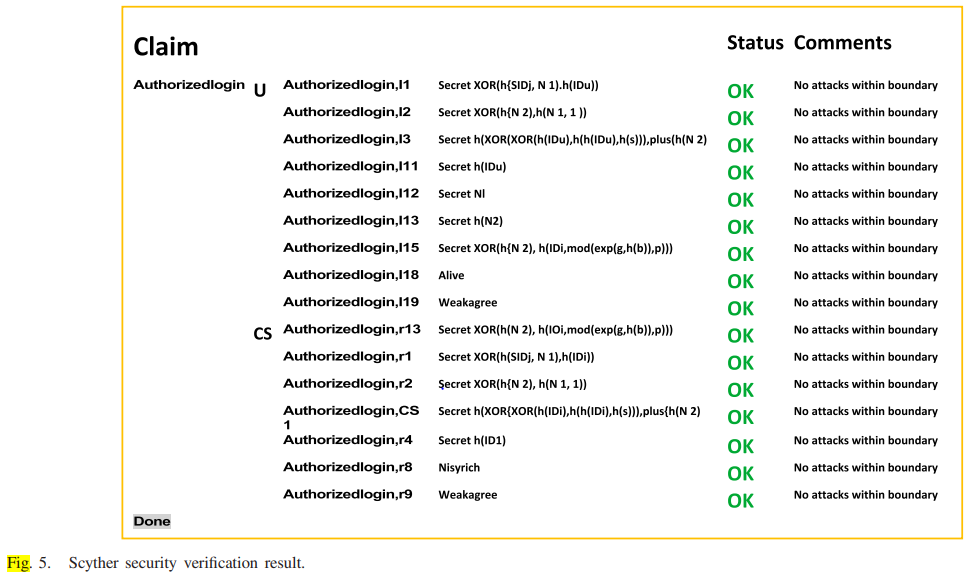 Claim Status Comments
Authorizedlogin U Authorizedlogin,l1 Secret XOR(h{SIDj, N 1).h(IDu)) OK No attacks within boundary
Authorizedlogin,l2 Secret XOR(h{N 2),h(N 1, 1 )) OK No attacks within boundary
Authorizedlogin,l3 Secret h(XOR(XOR(h(IDu),h(h(IDu),h(s))),plus(h(N 2) OK No attacks within boundary
Authorizedlogin,l11 Secret h(IDu) OK No attacks within boundary
Authorizedlogin,l12 Secret Nl OK No attacks within boundary
Authorizedlogin,l13 Secret h(N2) OK No attacks within boundary
Authorizedlogin,l15 Secret XOR(h{N 2), h(IDi,mod(exp(g,h(b)),p))) OK No attacks within boundary
Authorizedlogin,l18 Alive OK No attacks within boundary
Authorizedlogin,l19 Weakagree OK No attacks within boundary
CS Authorizedlogin,r13 Secret XOR(h(N 2), h(IOi,mod(exp(g,h(b)),p))) OK No attacks within boundary
Authorizedlogin,r1 Secret XOR(h(SIDj, N 1),h(IDi)) OK No attacks within boundary
Authorizedlogin,r2 Secret XOR(h{N 2), h(N 1, 1)) OK No attacks within boundary
Authorizedlogin,CS Secret h(XOR{XOR(h(IDi),h(h(IDi),h(s))),plus{h(N 2) OK No attacks within boundary
1
Authorizedlogin,r4 Secret h(ID1) OK No attacks within boundary
Authorizedlogin,r8 Nisyrich OK No attacks within boundary
Authorizedlogin,r9 Weakagree OK No attacks within boundary
Done
Fig. 5. Scyther security verification result.